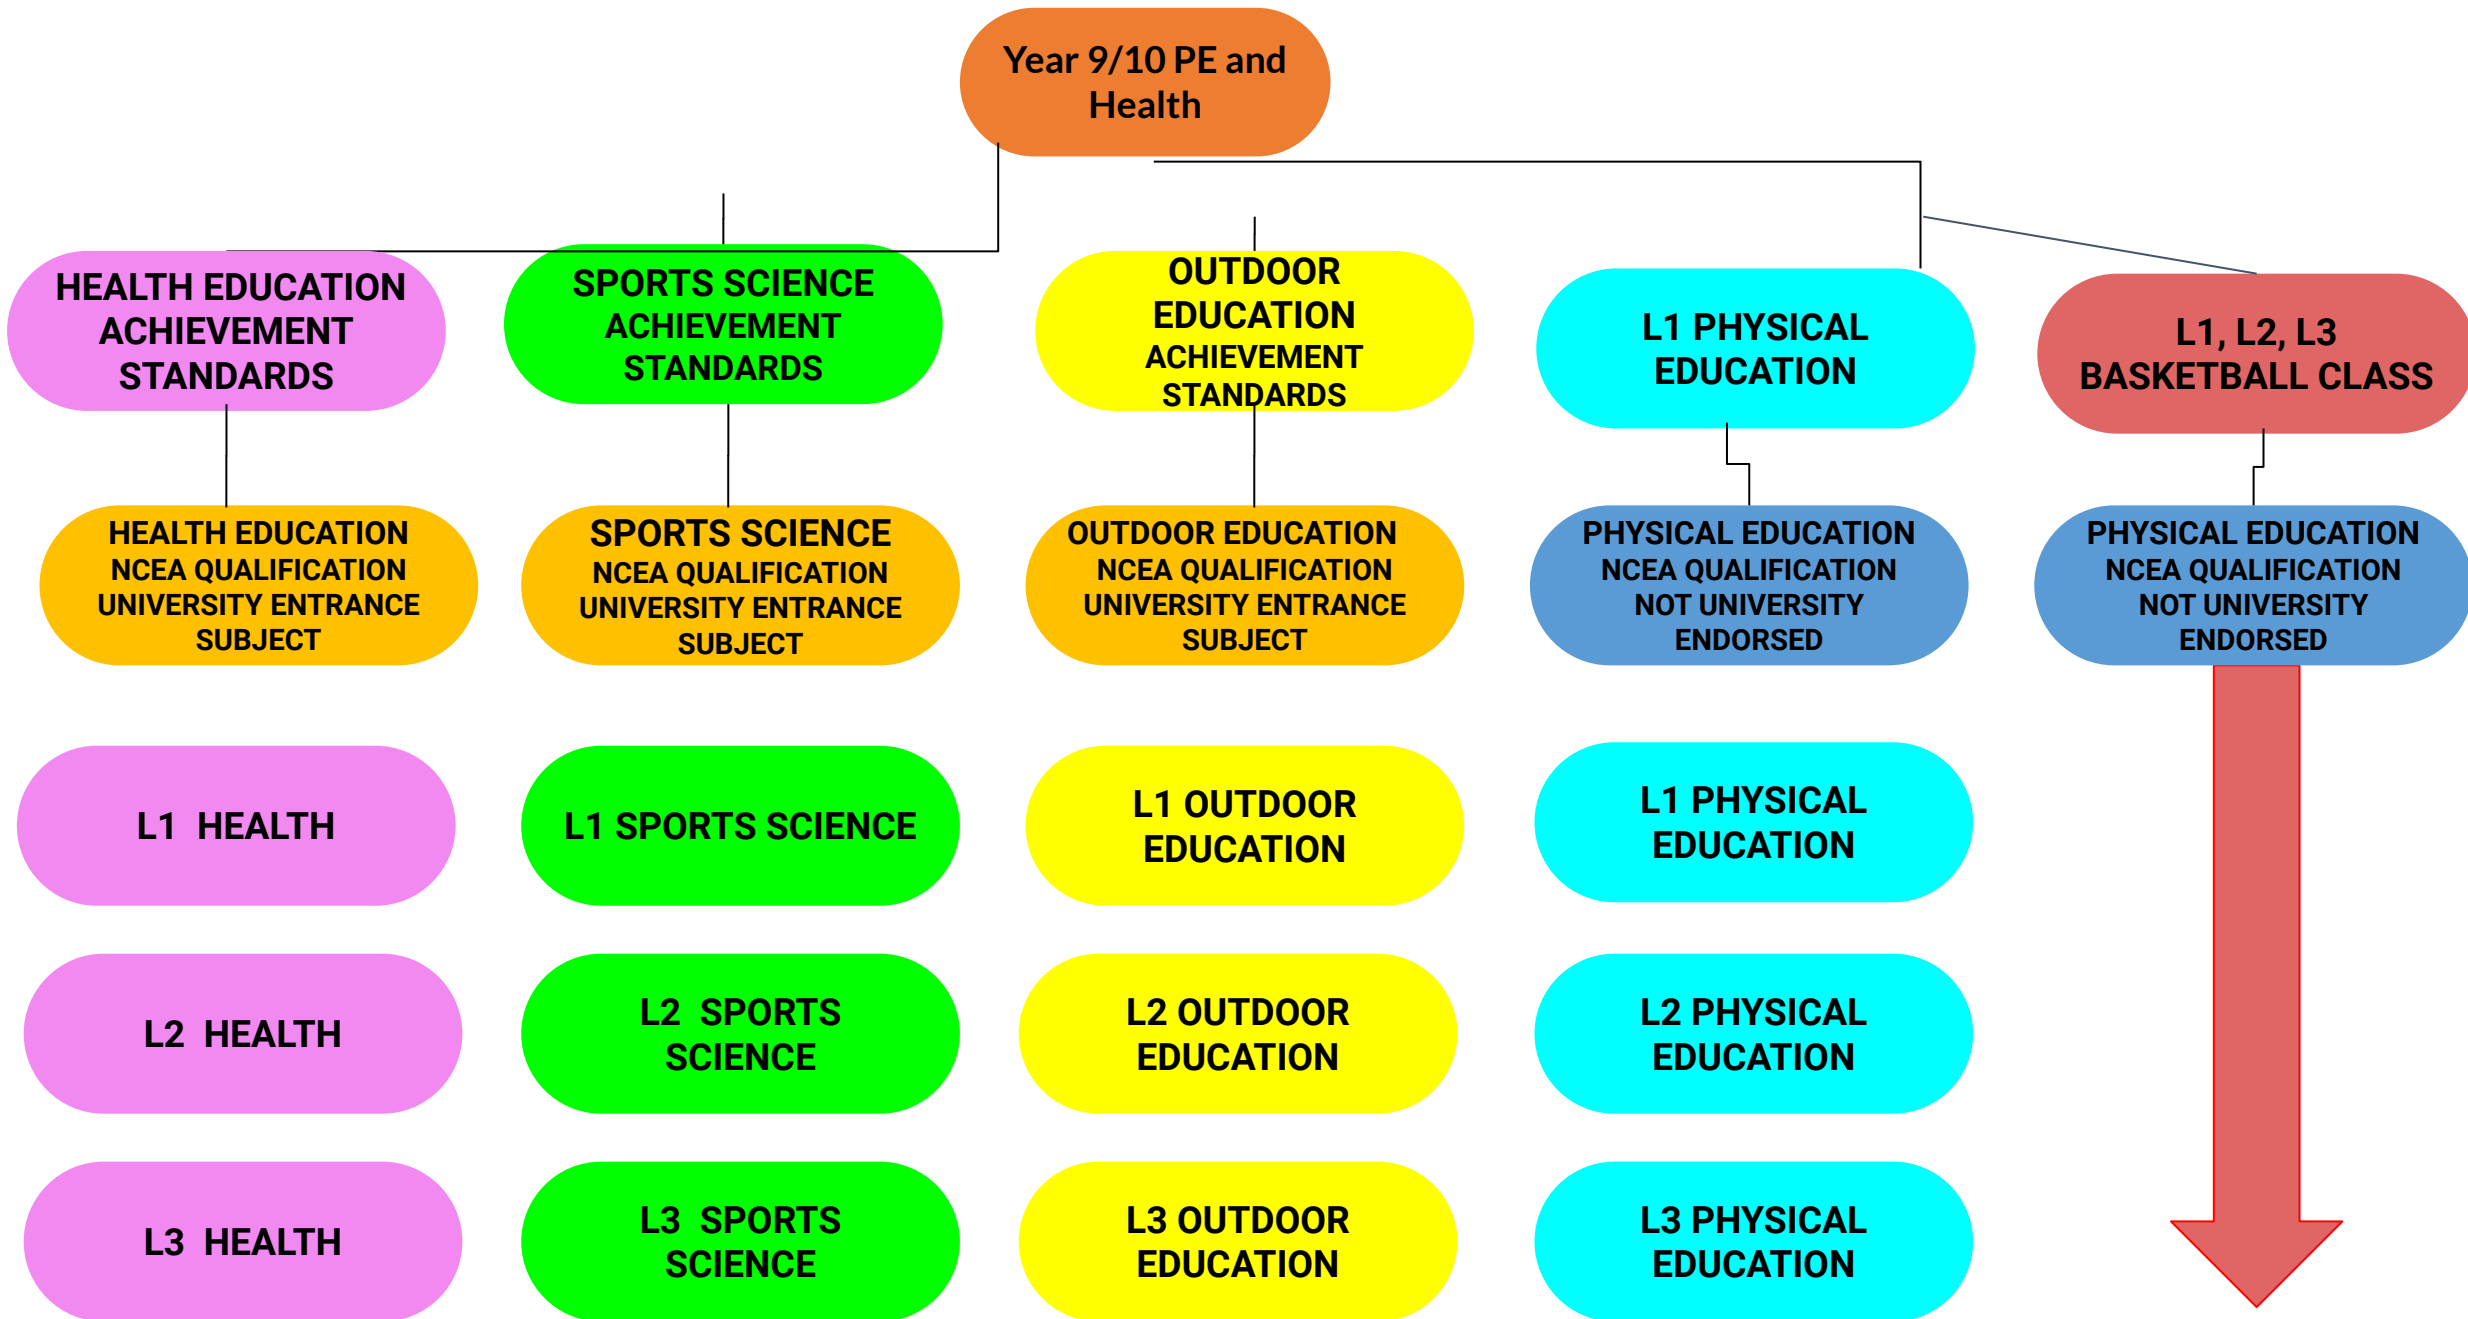 Year 9/10 PE and
Health
HEALTH EDUCATION
ACHIEVEMENT
STANDARDS
SPORTS SCIENCE
ACHIEVEMENT
STANDARDS
OUTDOOR
EDUCATION
ACHIEVEMENT
STANDARDS
L1 PHYSICAL
EDUCATION
L1, L2, L3
BASKETBALL CLASS
HEALTH EDUCATION
NCEA QUALIFICATION
UNIVERSITY ENTRANCE
SUBJECT
SPORTS SCIENCE
NCEA QUALIFICATION
UNIVERSITY ENTRANCE
SUBJECT
OUTDOOR EDUCATION
NCEA QUALIFICATION
UNIVERSITY ENTRANCE
SUBJECT
PHYSICAL EDUCATION
NCEA QUALIFICATION
NOT UNIVERSITY
ENDORSED
PHYSICAL EDUCATION
NCEA QUALIFICATION
NOT UNIVERSITY
ENDORSED
L1 HEALTH
L1 SPORTS SCIENCE
L1 OUTDOOR
EDUCATION
L1 PHYSICAL
EDUCATION
L2 HEALTH
L2 SPORTS
SCIENCE
L2 OUTDOOR
EDUCATION
L2 PHYSICAL
EDUCATION
L3 HEALTH
L3 SPORTS
SCIENCE
L3 OUTDOOR
EDUCATION
L3 PHYSICAL
EDUCATION